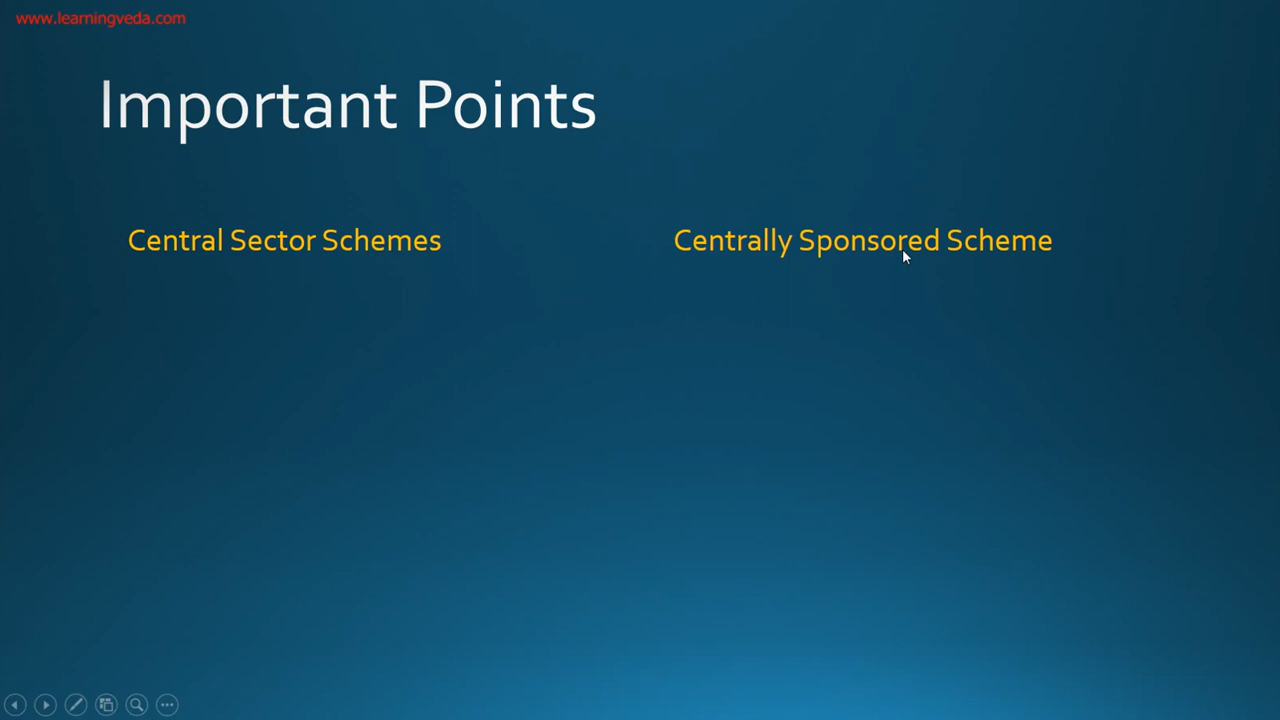 www.learningveda.com
Important Points
Central Sector Schemes
Centrally Sponsored Scheme